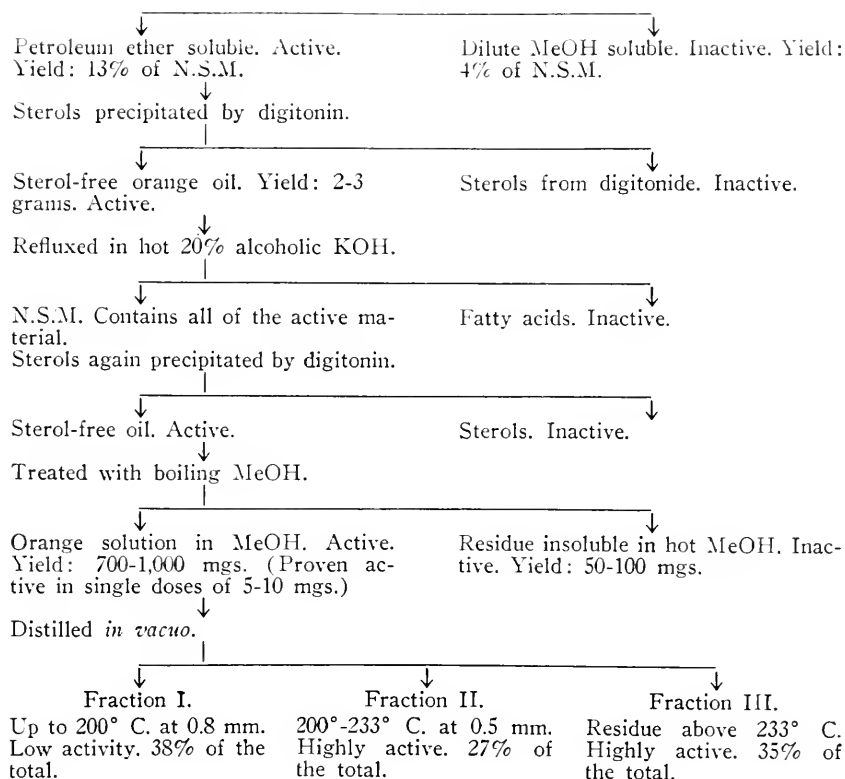 Petroleum ether soluble. Active.
Yield: 13% of N.S.M.
Dilute MeOH soluble. Inactive. Yield:
4% of N.S.M.
Sterols precipitated by digitonin.
Sterol-free orange oil. Yield: 2-3
grams. Active.
Sterols from digitonide. Inactive.
Refluxed in hot 20% alcoholic KOH.
N.S.M. Contains all of the active ma-
terial.
Fatty acids. Inactive.
Sterols again precipitated by digitonin.
Sterol-free oil. Active.
Sterols. Inactive.
Treated with boiling MeOH.
Orange solution in MeOH. Active.
Yield: 700-1,000 mgs. (Proven ac-
tive in single doses of 5-10 mgs.)
Residue insoluble in hot MeOH. Inac-
tive. Yield: 50-100 mgs.
Distilled in vacuo.
Fraction I.
Up to 200° C. at 0.8 mm.
Low activity. 38% of the
total.
Fraction II.
200°-233° C. at 0.5 mm.
Highly active. 27% of
the total.
Fraction III.
Residue above 233° C.
Highly active. 35% of
the total.